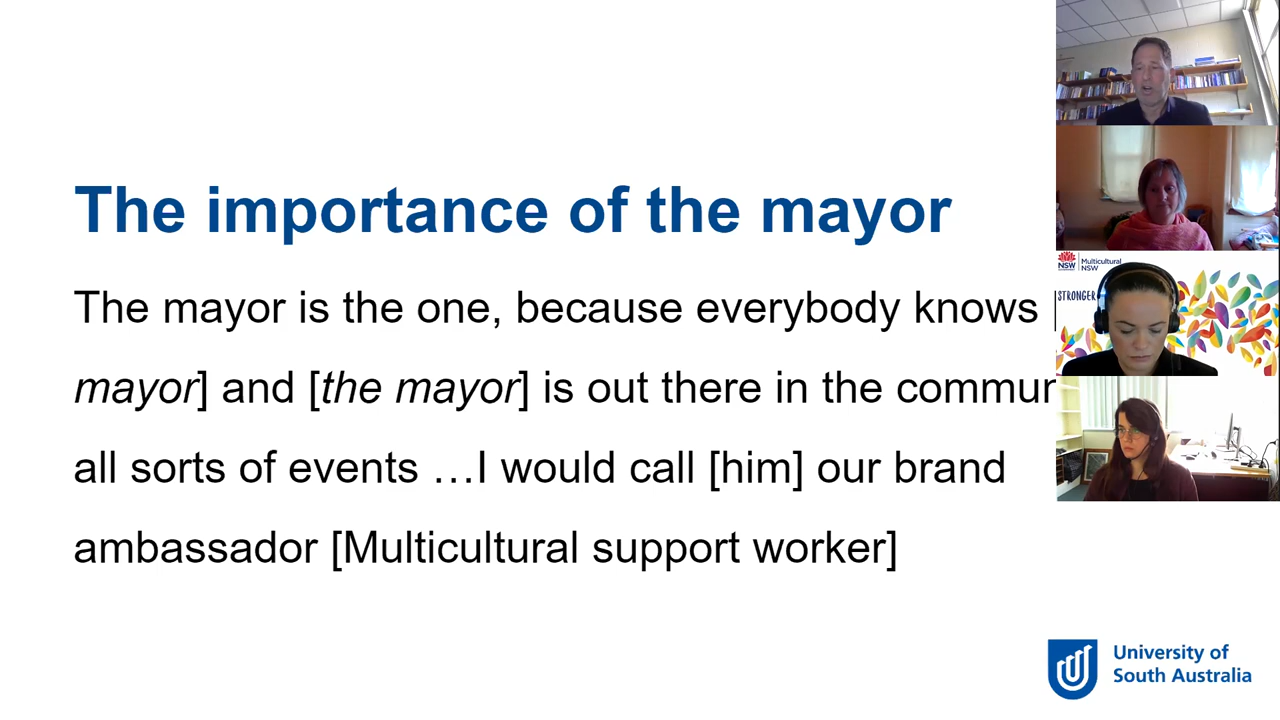 The importance of the mayor
The mayor is the one, because everybody knows
mayor] and [the mayor] is out there in the commun
all sorts of events …I would call [him] our brand
ambassador [Multicultural support worker]
NSW
Multicultural
NSW
STRONGER
University of
South Australia